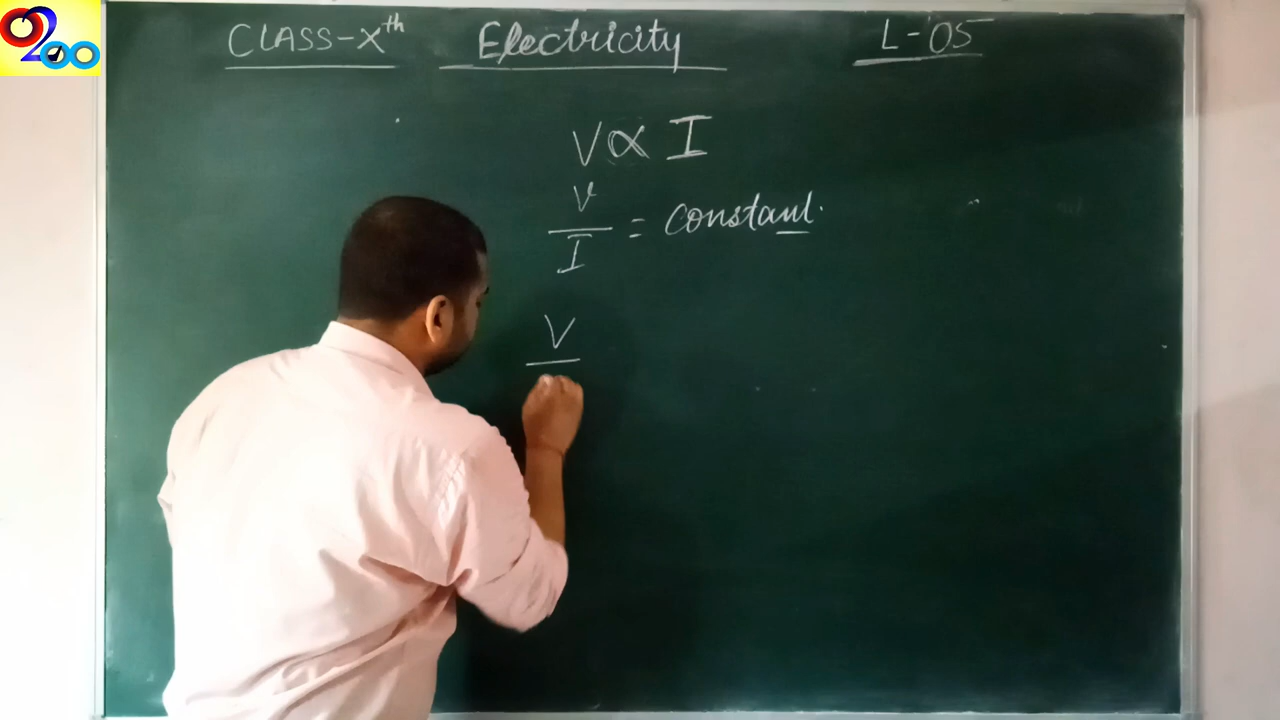 CLASS-Xth Electricity L-05
V ∝ I
V
— = constant.
I
V
—